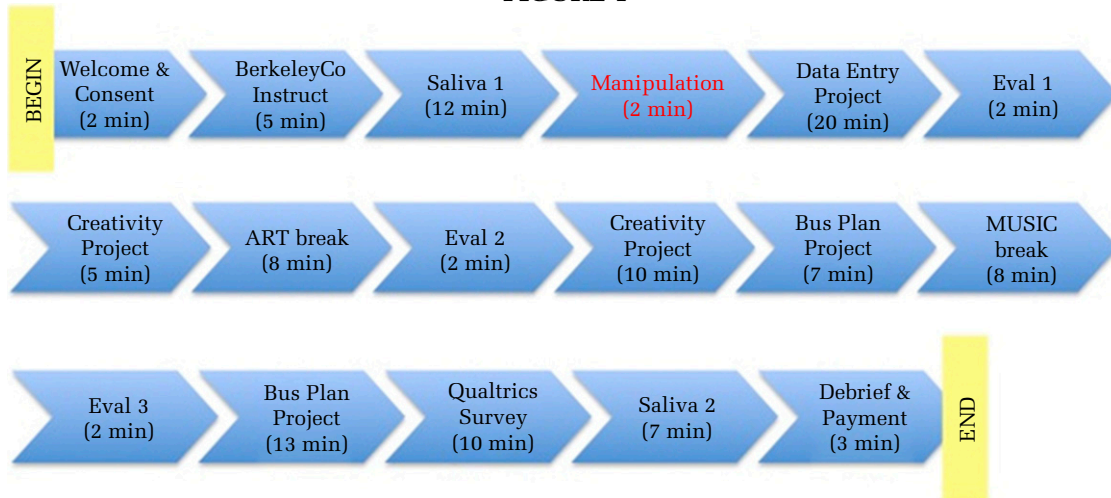 FIGURE 1
BEGIN
Welcome &
Consent
(2 min)
BerkeleyCo
Instruct
(5 min)
Saliva 1
(12 min)
Manipulation
(2 min)
Data Entry
Project
(20 min)
Eval 1
(2 min)
Creativity
Project
(5 min)
ART break
(8 min)
Eval 2
(2 min)
Creativity
Project
(10 min)
Bus Plan
Project
(7 min)
MUSIC
break
(8 min)
Eval 3
(2 min)
Bus Plan
Project
(13 min)
Qualtrics
Survey
(10 min)
Saliva 2
(7 min)
Debrief &
Payment
(3 min)
END